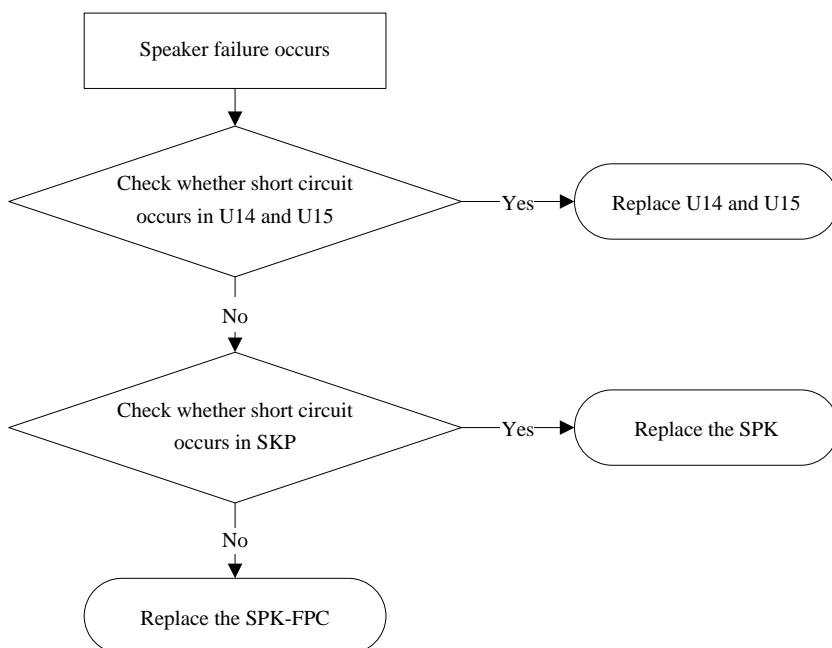 Speaker failure occurs
Check whether short circuit
occurs in U14 and U15
Yes
Replace U14 and U15
No
Check whether short circuit
occurs in SKP
Yes
Replace the SPK
No
Replace the SPK-FPC